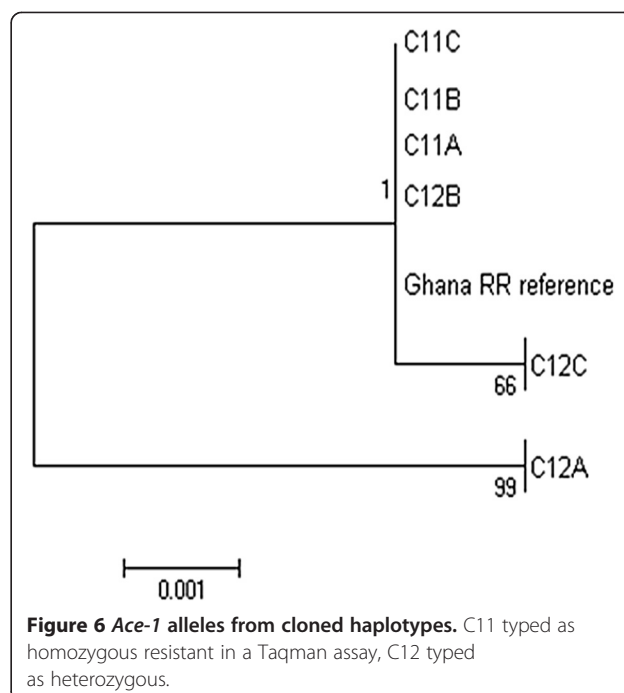 C11C
C11B
C11A
1
C12B
Ghana RR reference
C12C
66
C12A
99
0.001
Figure 6 Ace-1 alleles from cloned haplotypes. C11 typed as
homozygous resistant in a Taqman assay, C12 typed
as heterozygous.